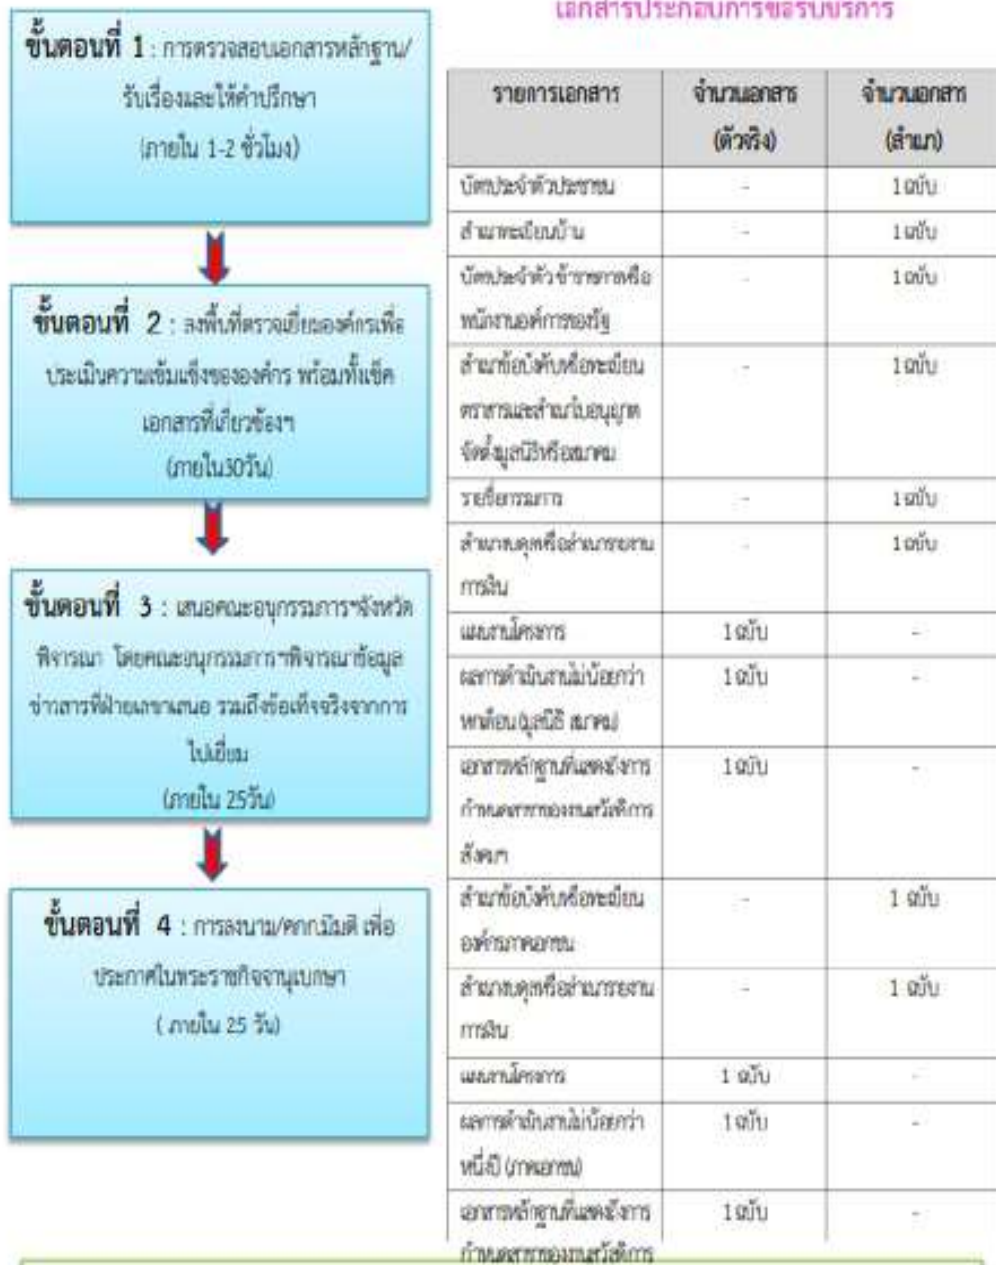 เอกสารประกอบการขอรับบริการ
ขั้นตอนที่ 1 : การตรวจสอบเอกสารหลักฐาน/
รับเรื่องและให้คำปรึกษา
(ภายใน 1-2 ชั่วโมง)
ขั้นตอนที่ 2 : ลงพื้นที่ตรวจเยี่ยมองค์กรเพื่อ
ประเมินความเข้มแข็งขององค์กร พร้อมทั้งเช็ค
เอกสารที่เกี่ยวข้องฯ
(ภายใน30วัน)
ขั้นตอนที่ 3 : เสนอคณะอนุกรรมการฯจังหวัด
พิจารณา โดยคณะอนุกรรมการฯพิจารณาข้อมูล
ข่าวสารที่ฝ่ายเลขาเสนอ รวมถึงข้อเท็จจริงจากการ
ไปเยี่ยม
(ภายใน 25วัน)
ขั้นตอนที่ 4 : การลงนาม/คกก.มีมติ เพื่อ
ประกาศในพระราชกิจจานุเบกษา
( ภายใน 25 วัน)
รายการเอกสาร จำนวนเอกสาร จำนวนเอกสาร
(ตัวจริง) (สำเนา)
บัตรประจำตัวประชาชน - 1 ฉบับ
สำเนาทะเบียนบ้าน - 1 ฉบับ
บัตรประจำตัวข้าราชการหรือ - 1 ฉบับ
พนักงานองค์การของรัฐ
สำเนาข้อบังคับหรือทะเบียน - 1 ฉบับ
ตราสารและสำเนาใบอนุญาต
จัดตั้งมูลนิธิหรือสมาคม
รายชื่อกรรมการ - 1 ฉบับ
สำเนางบดุลหรือสำเนารายงาน - 1 ฉบับ
การเงิน
แผนงานโครงการ 1 ฉบับ -
ผลการดำเนินงานไม่น้อยกว่า 1 ฉบับ -
หกเดือน (มูลนิธิ สมาคม)
เอกสารหลักฐานที่แสดงถึงการ 1 ฉบับ -
กำหนดสาขาของงานสวัสดิการ
สังคมฯ
สำเนาข้อบังคับหรือทะเบียน - 1 ฉบับ
องค์กรภาคเอกชน
สำเนางบดุลหรือสำเนารายงาน - 1 ฉบับ
การเงิน
แผนงานโครงการ 1 ฉบับ -
ผลการดำเนินงานไม่น้อยกว่า 1 ฉบับ -
หนึ่งปี (ภาคเอกชน)
เอกสารหลักฐานที่แสดงถึงการ 1 ฉบับ -
กำหนดสาขาของงานสวัสดิการ